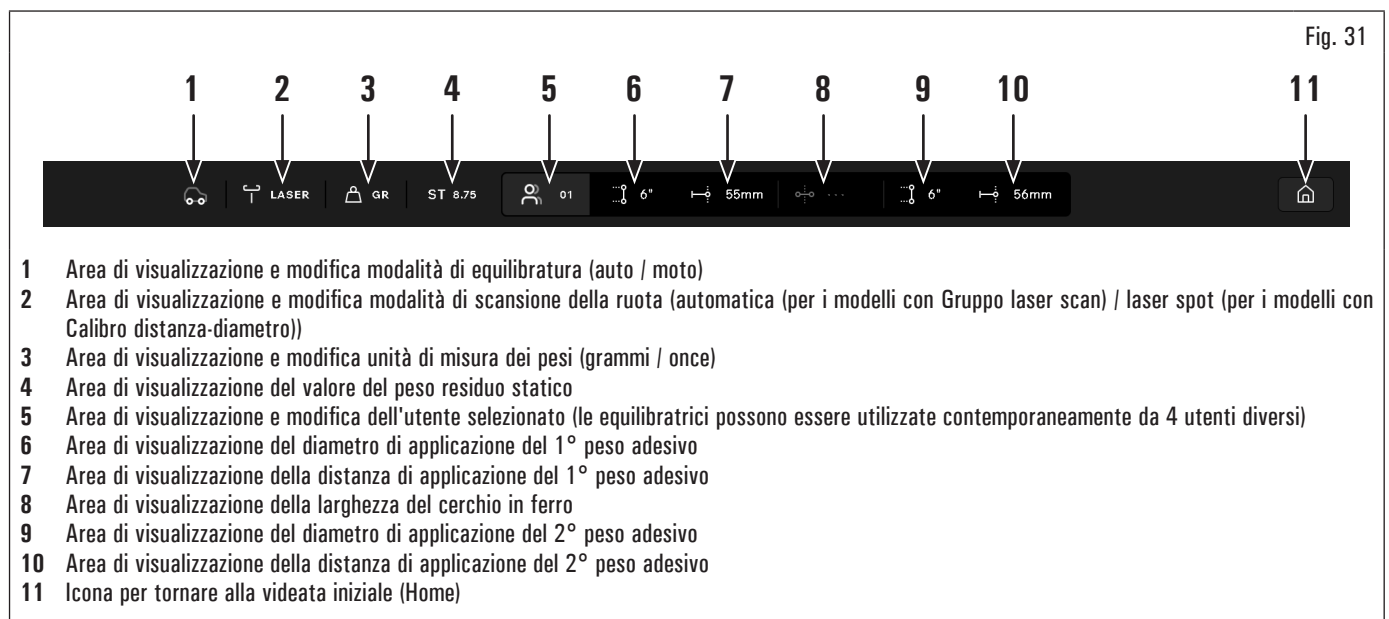 Fig. 31
1 2 3 4 5 6 7 8 9 10 11
LASER GR ST 8.75 01 6" 55mm --- 6" 56mm
1 Area di visualizzazione e modifica modalità di equilibratura (auto / moto)
2 Area di visualizzazione e modifica modalità di scansione della ruota (automatica (per i modelli con Gruppo laser scan) / laser spot (per i modelli con
Calibro distanza-diametro))
3 Area di visualizzazione e modifica unità di misura dei pesi (grammi / once)
4 Area di visualizzazione del valore del peso residuo statico
5 Area di visualizzazione e modifica dell'utente selezionato (le equilibratrici possono essere utilizzate contemporaneamente da 4 utenti diversi)
6 Area di visualizzazione del diametro di applicazione del 1° peso adesivo
7 Area di visualizzazione della distanza di applicazione del 1° peso adesivo
8 Area di visualizzazione della larghezza del cerchio in ferro
9 Area di visualizzazione del diametro di applicazione del 2° peso adesivo
10 Area di visualizzazione della distanza di applicazione del 2° peso adesivo
11 Icona per tornare alla videata iniziale (Home)